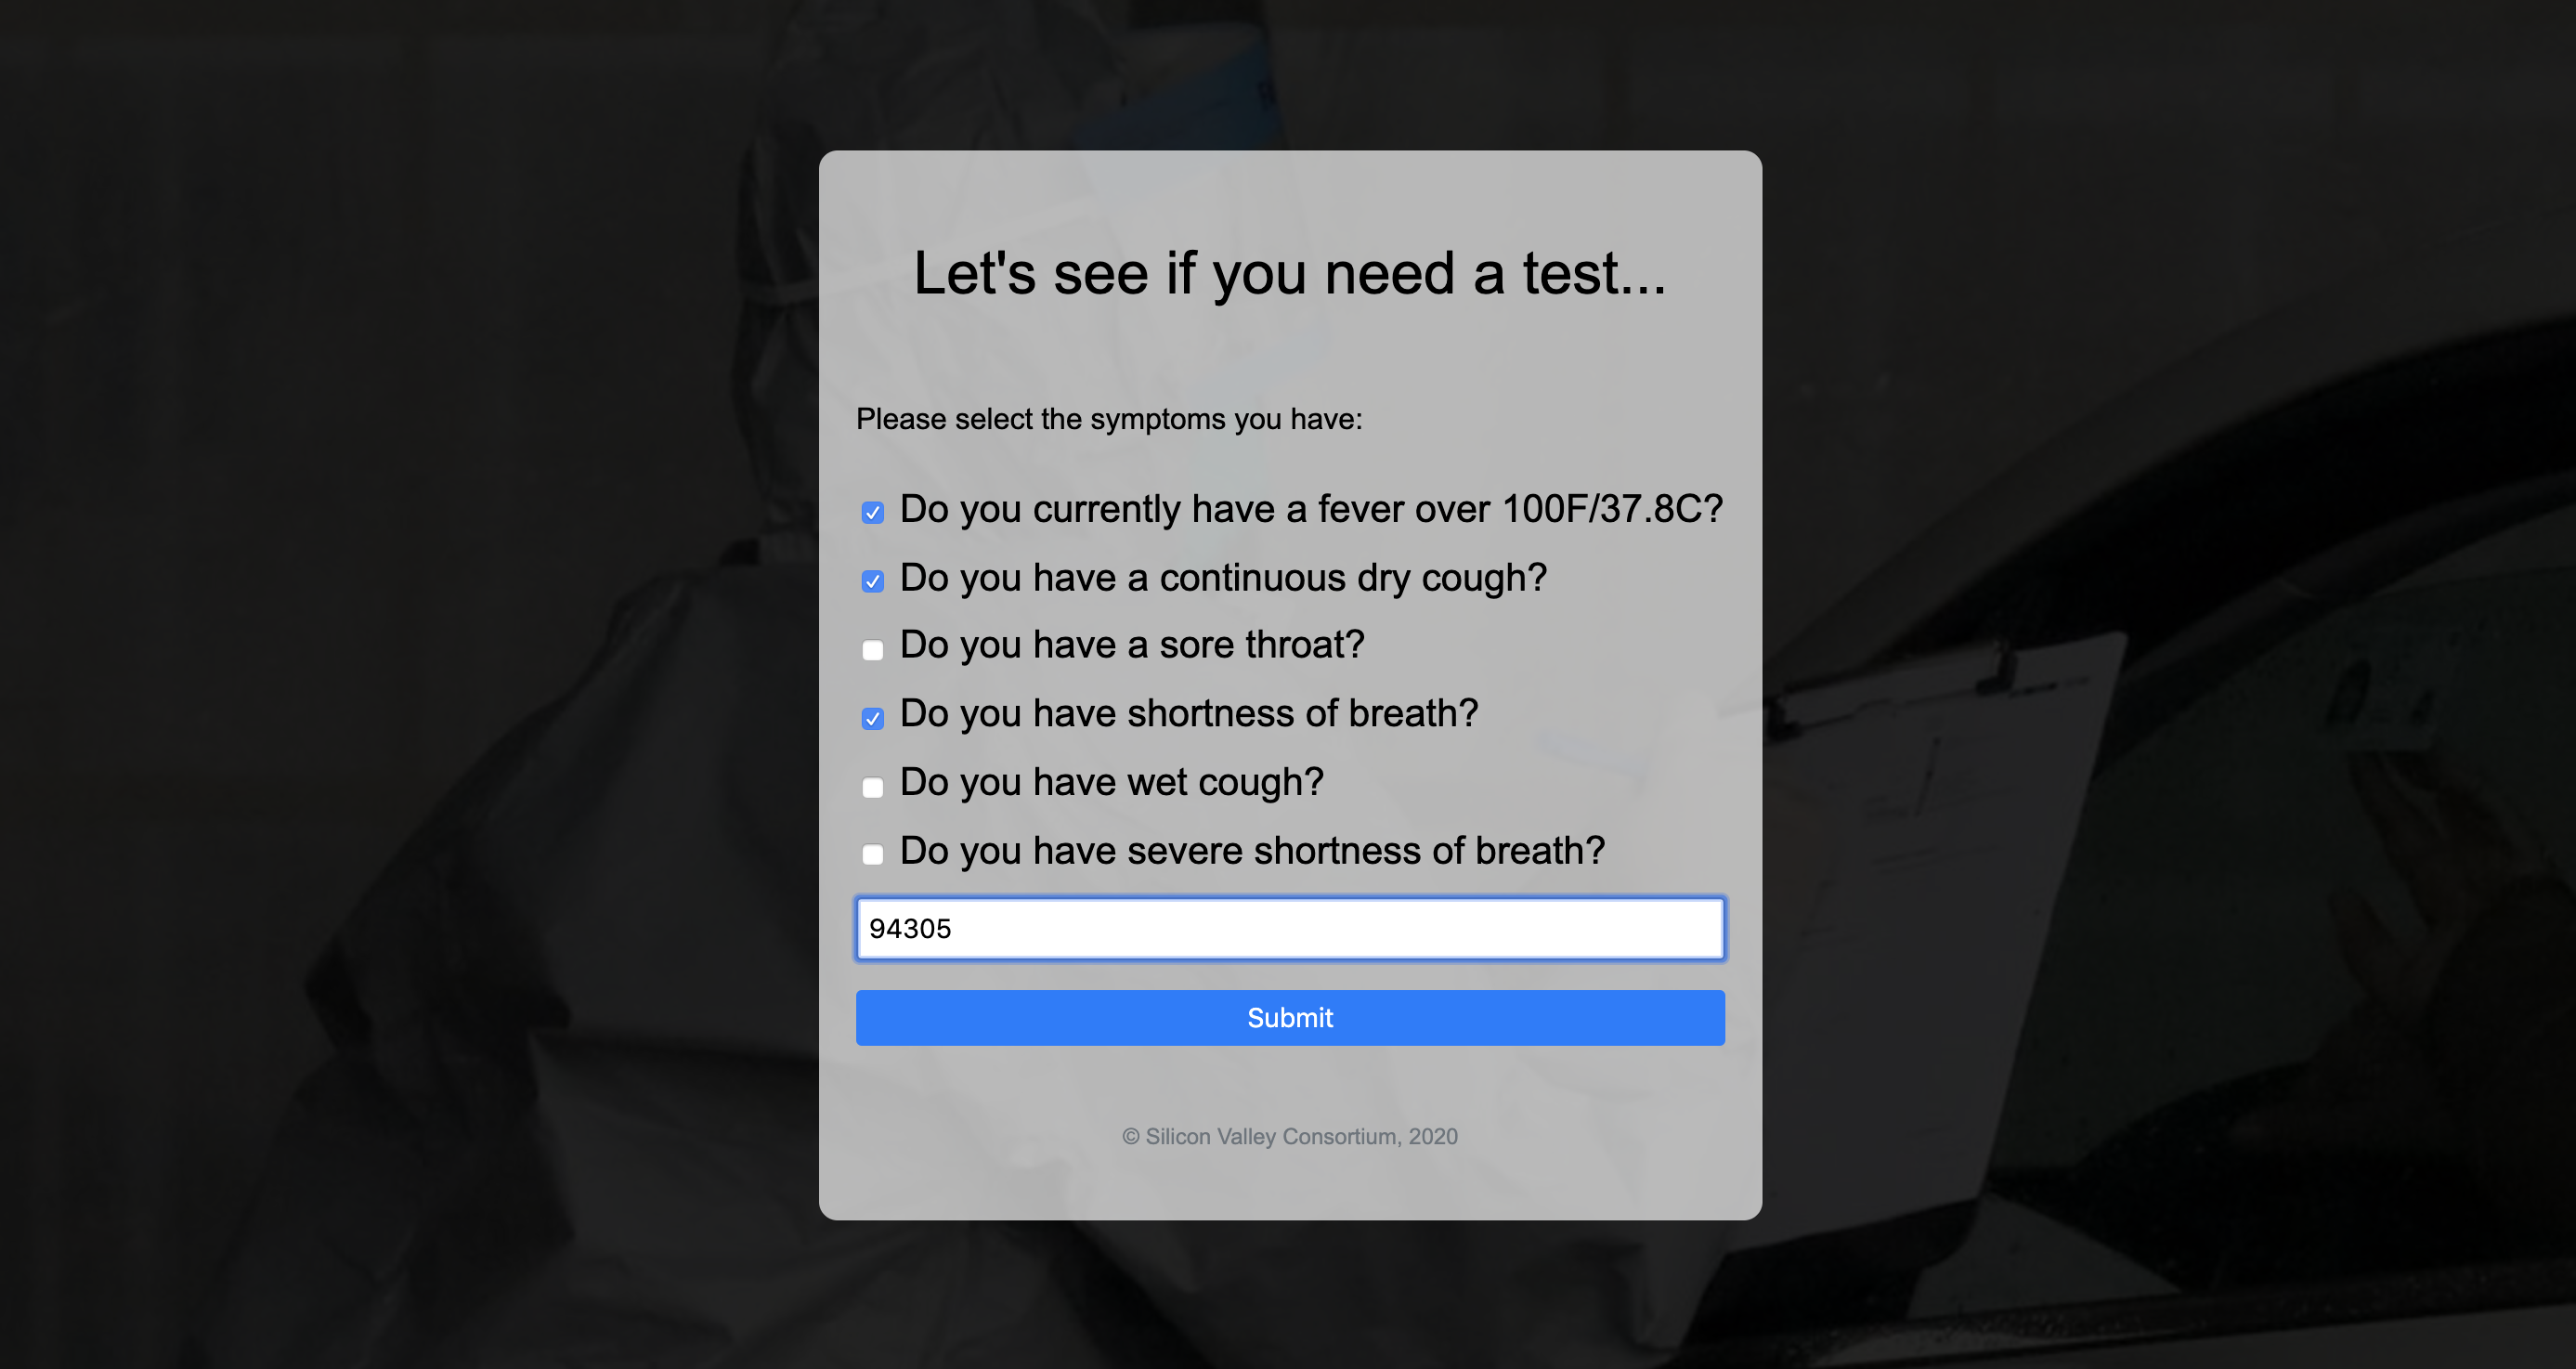 Let's see if you need a test...
Please select the symptoms you have:
Do you currently have a fever over 100F/37.8C?
Do you have a continuous dry cough?
Do you have a sore throat?
Do you have shortness of breath?
Do you have wet cough?
Do you have severe shortness of breath?
94305
Submit
© Silicon Valley Consortium, 2020